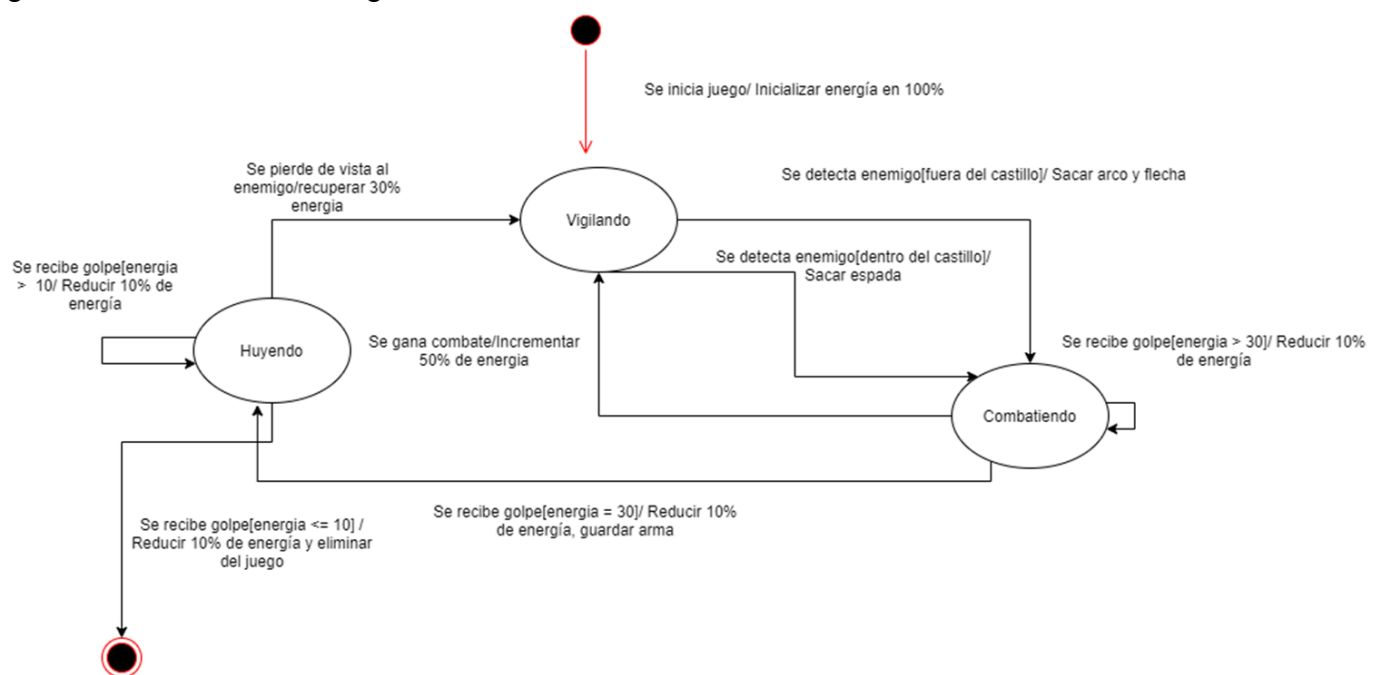 Se inicia juego/ Inicializar energía en 100%
Se pierde de vista al
enemigo/recuperar 30%
energia
Se detecta enemigo[fuera del castillo]/ Sacar arco y flecha
Vigilando
Se detecta enemigo[dentro del castillo]/
Sacar espada
Se recibe golpe[energia
> 10/ Reducir 10% de
energía
Huyendo
Se gana combate/Incrementar
50% de energia
Se recibe golpe[energia > 30]/ Reducir 10%
de energía
Combatiendo
Se recibe golpe[energia = 30]/ Reducir 10%
de energía, guardar arma
Se recibe golpe[energia <= 10] /
Reducir 10% de energía y eliminar
del juego